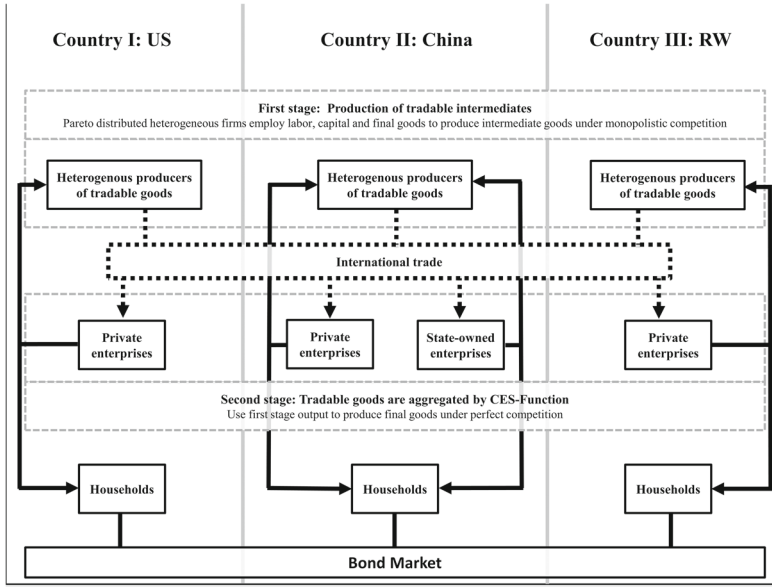 Country I: US
Country II: China
Country III: RW
First stage: Production of tradable intermediates
Pareto distributed heterogeneous firms employ labor, capital and final goods to produce intermediate goods under monopolistic competition
Heterogenous producers
of tradable goods
Heterogenous producers
of tradable goods
Heterogenous producers
of tradable goods
International trade
Private
enterprises
Private
enterprises
State-owned
enterprises
Private
enterprises
Second stage: Tradable goods are aggregated by CES-Function
Use first stage output to produce final goods under perfect competition
Households
Households
Households
Bond Market